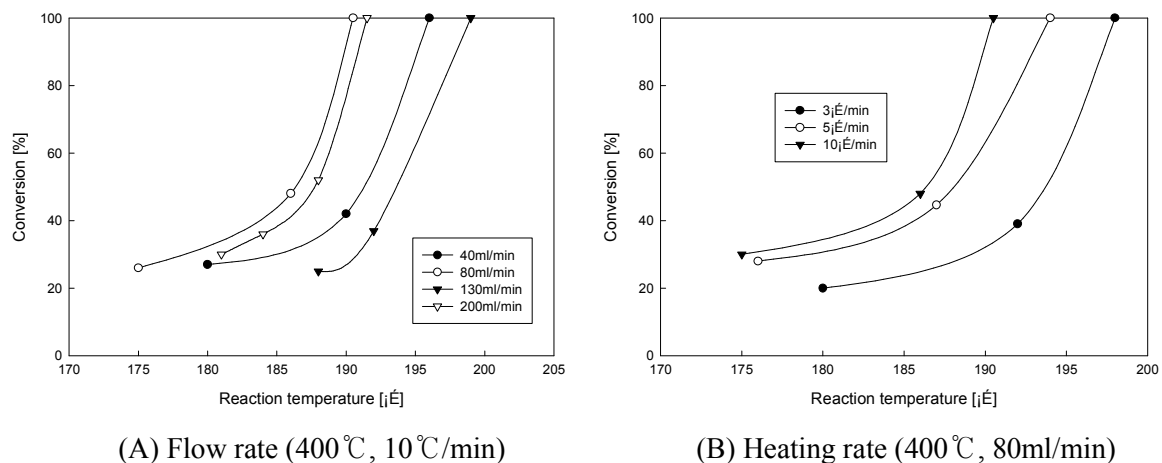 100
80
60
40
20
0
Conversion [%]
170 175 180 185 190 195 200 205
Reaction temperature [¡É]
40ml/min
80ml/min
130ml/min
200ml/min
(A) Flow rate (400℃, 10℃/min)
100
80
60
40
20
0
Conversion [%]
170 175 180 185 190 195 200
Reaction temperature [¡É]
3¡É/min
5¡É/min
10¡É/min
(B) Heating rate (400℃, 80ml/min)